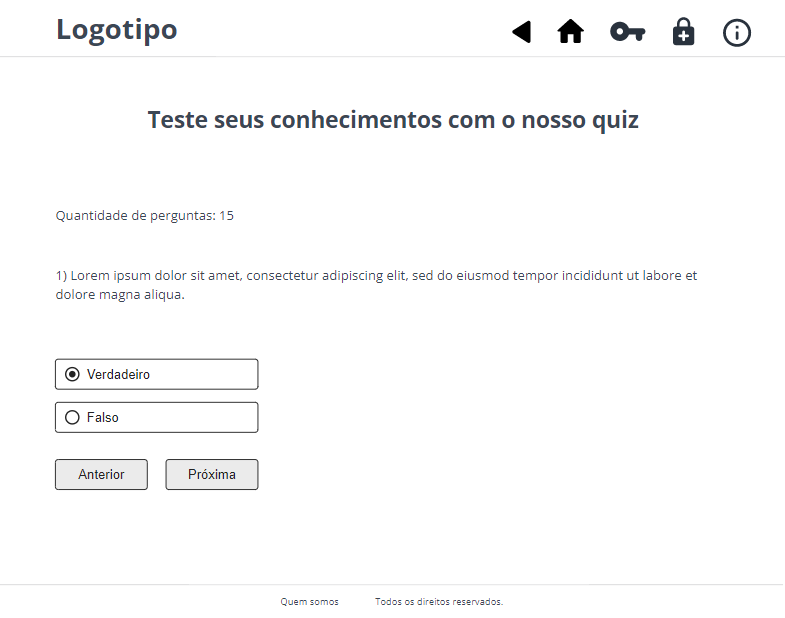 Logotipo
Teste seus conhecimentos com o nosso quiz
Quantidade de perguntas: 15
1) Lorem ipsum dolor sit amet, consectetur adipiscing elit, sed do eiusmod tempor incididunt ut labore et
dolore magna aliqua.
Verdadeiro
Falso
Anterior Próxima
Quem somos Todos os direitos reservados.